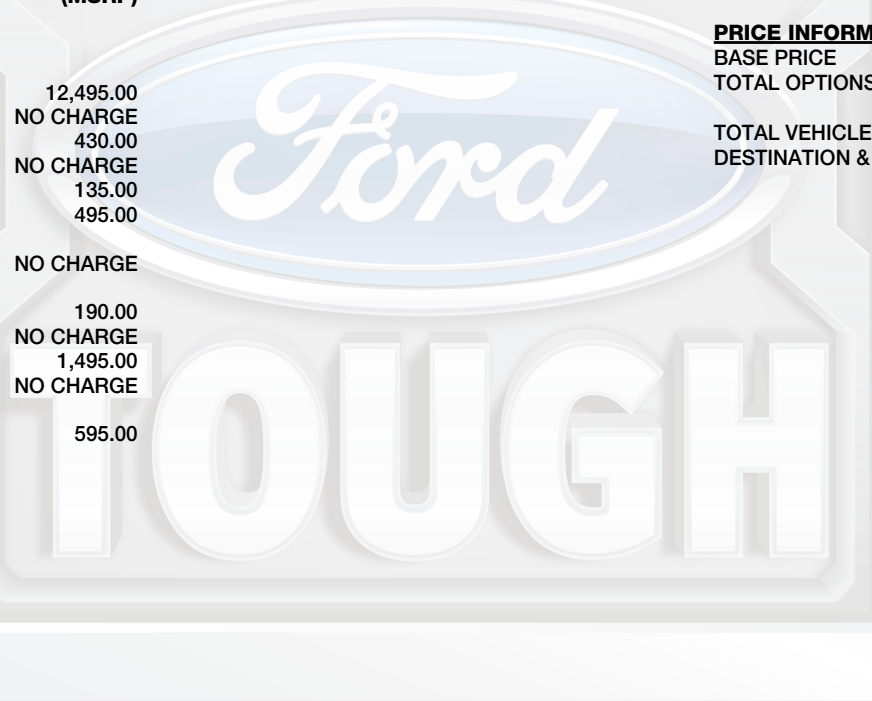 (MSRP)
12,495.00
NO CHARGE
430.00
NO CHARGE
135.00
495.00
NO CHARGE
190.00
NO CHARGE
1,495.00
NO CHARGE
595.00
PRICE INFORM
BASE PRICE
TOTAL OPTIONS
TOTAL VEHICLE
DESTINATION &
Ford
TOUGH